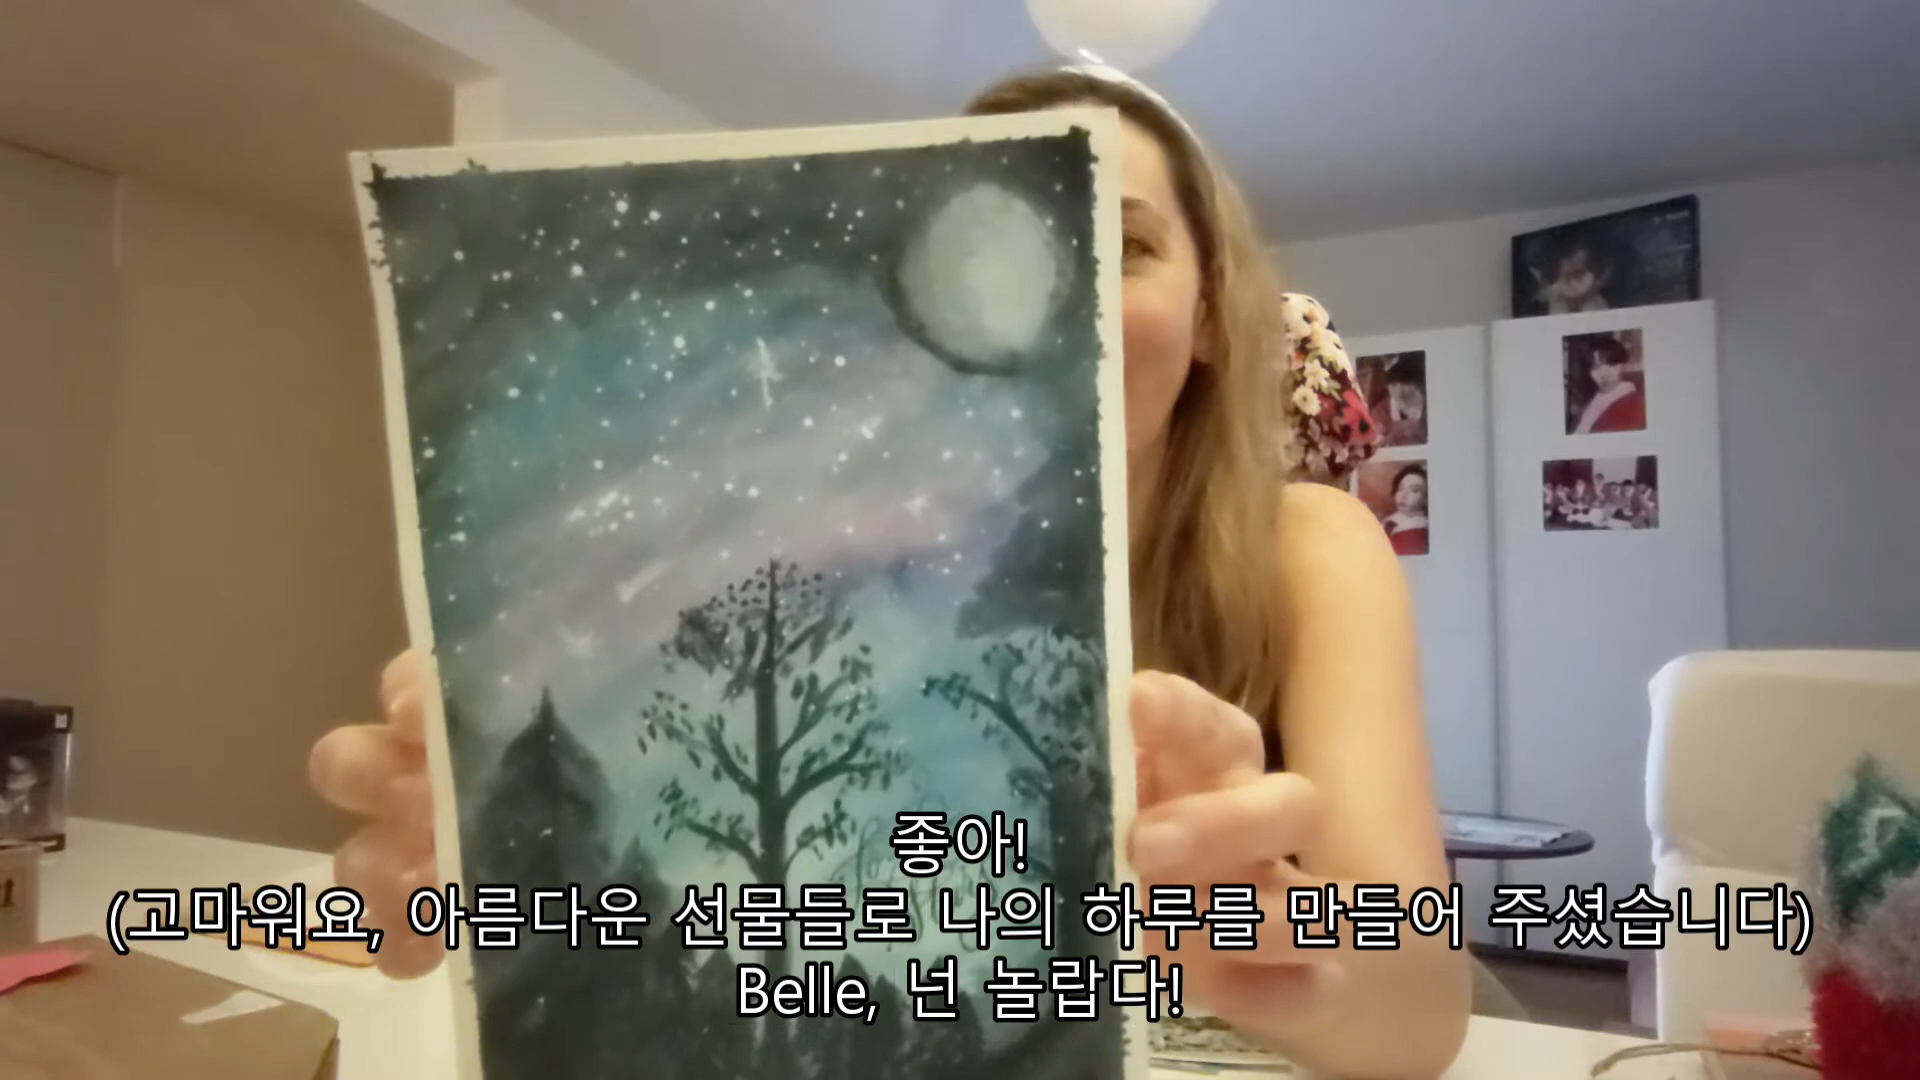 좋아!
(고마워요, 아름다운 선물들로 나의 하루를 만들어 주셨습니다)
Belle, 넌 놀랍다!